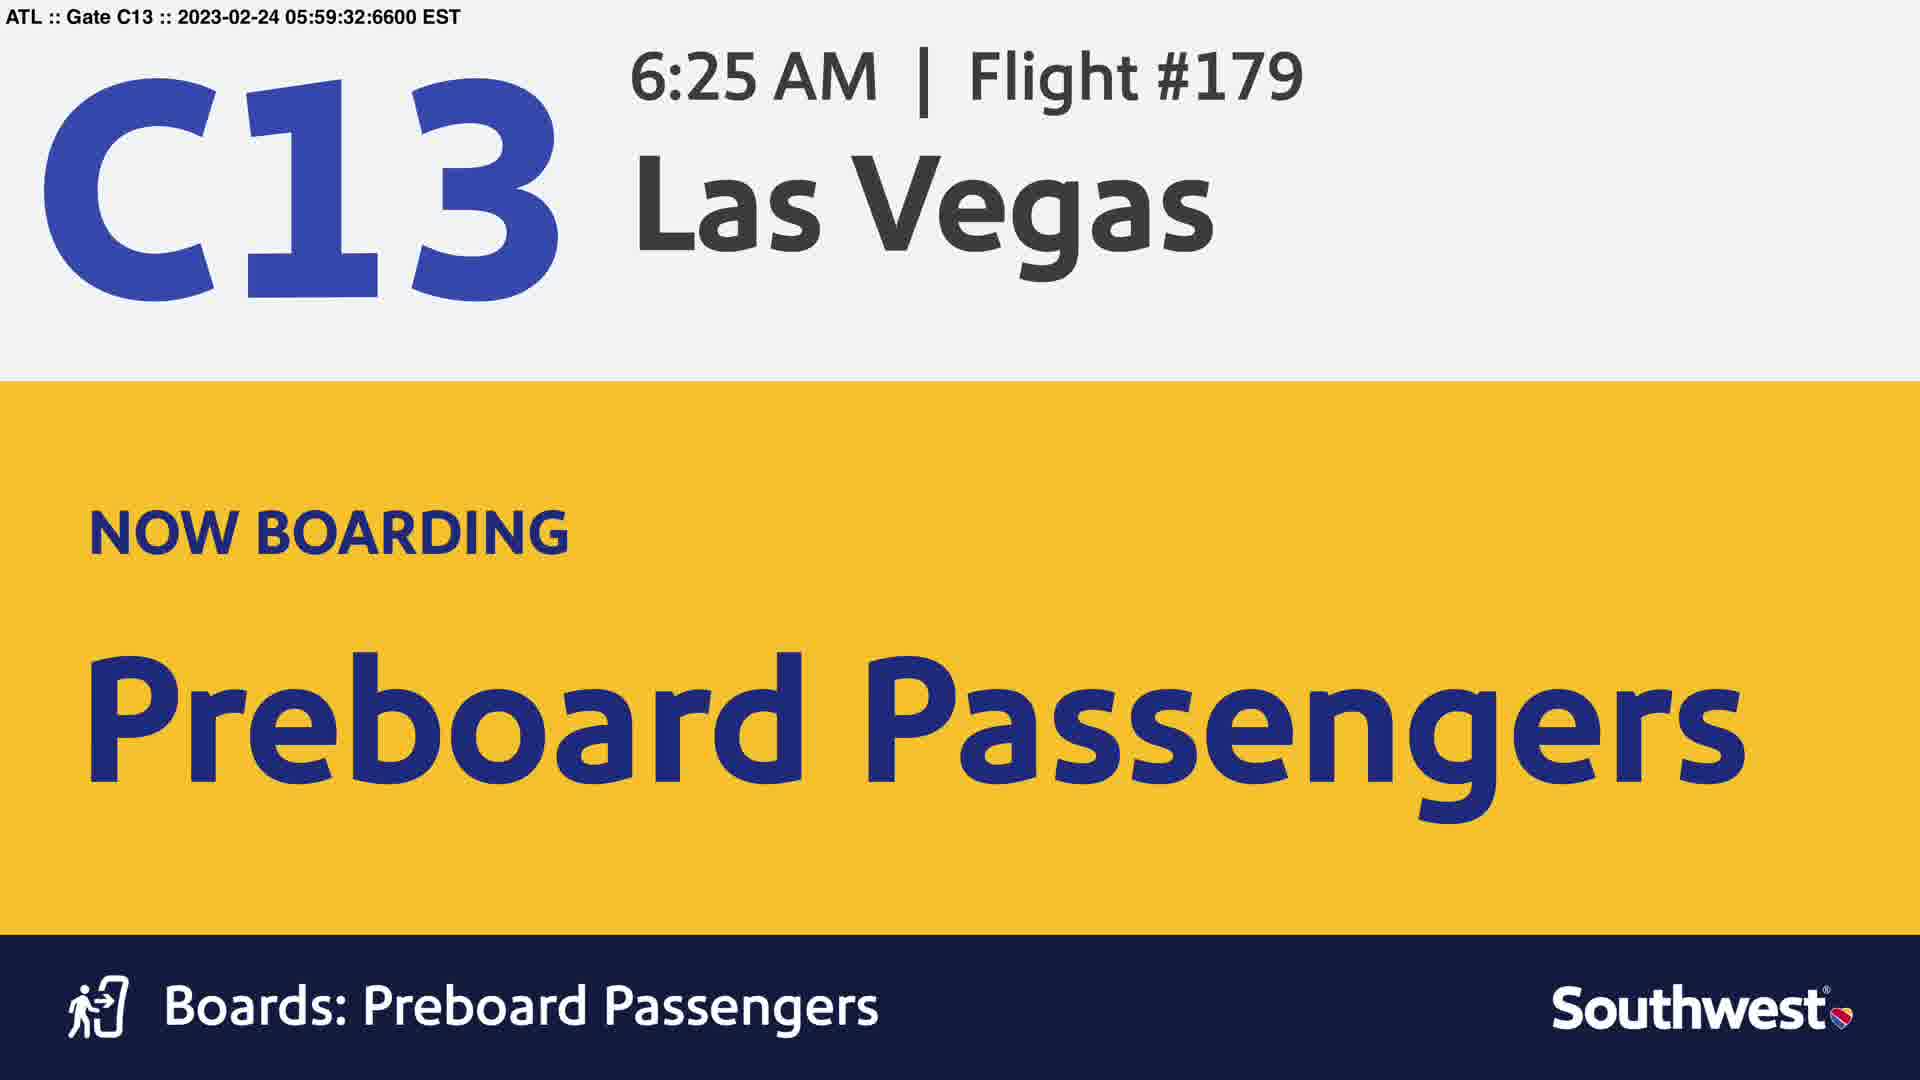 ATL :: Gate C13 :: 2023-02-24 05:59:32:6600 EST
C13
6:25 AM | Flight #179
Las Vegas
NOW BOARDING
Preboard Passengers
Boards: Preboard Passengers
Southwest®